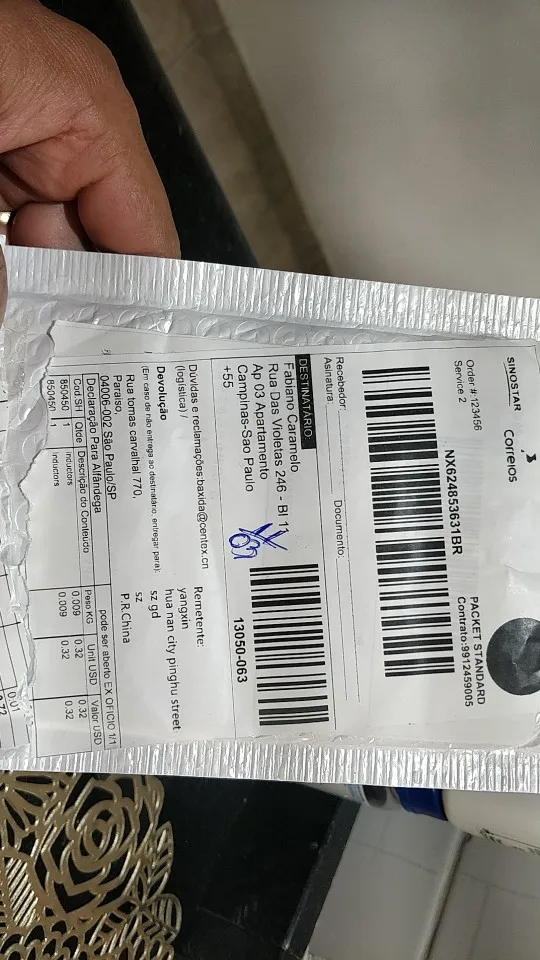 SINOSTAR
Correios
Order #:123456
Service 2
PACKET STANDARD
Contrato:9912459005
NX624853631BR
Recebedor:
Assinatura: Documento:
DESTINATÁRIO:
Fabiano Caramelo
Rua Das Violetas 246 - Bl 11
Ap 03 Apartamento
Campinas-Sao Paulo
+55
13050-063
Duvidas e reclamações:baxida@centex.cn
(logística) /
Devolução
(Em caso de não entrega ao destinatário, entregar para):
Rua tomas carvalhal 770,
Paraiso,
04006-002 São Paulo/SP
Remetente:
yangxin
hua nan city pinghu street
sz gd
sz
P.R.China
Declaração Para Alfândega pode ser aberto EX OFICIO 1/1
Cod.SH Qtde Descrição do Conteudo Peso KG Unit USD Valor USD
850450 1 Inductors 0.009 0.32 0.32
850450 1 Inductors 0.009 0.32 0.32